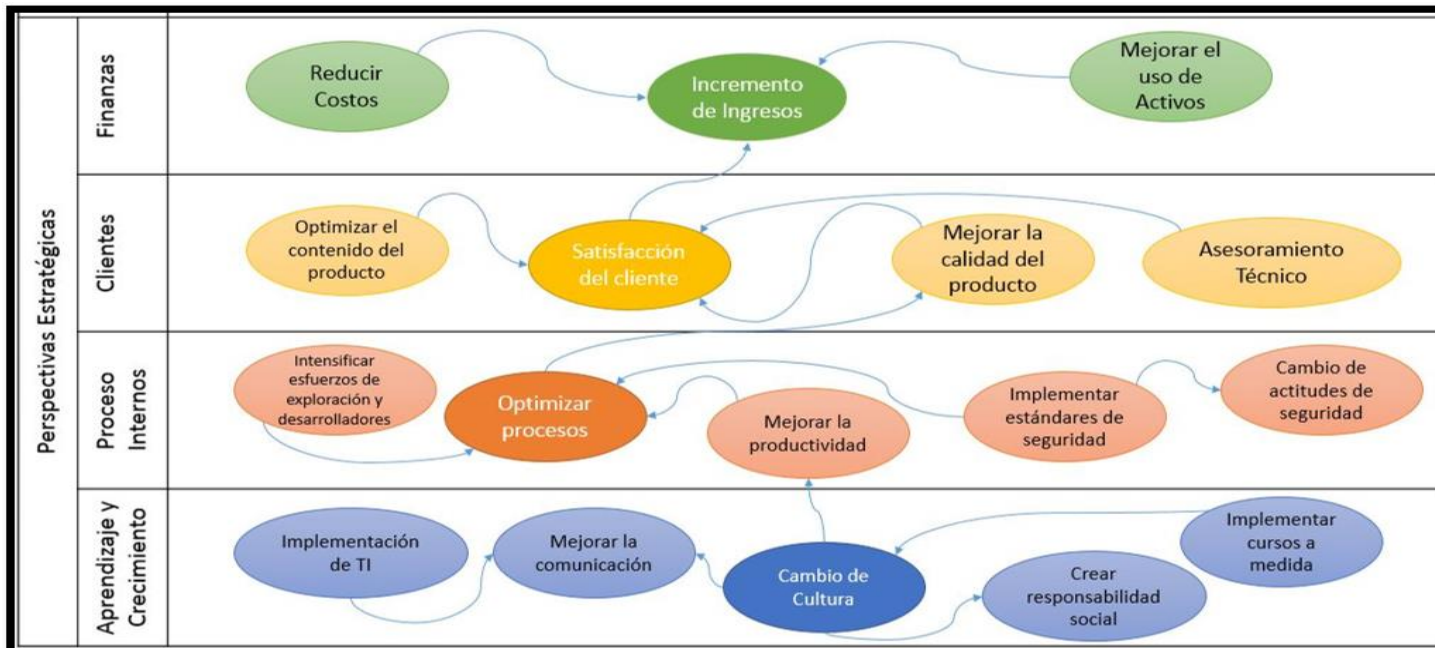 Perspectivas Estratégicas
Finanzas
Reducir
Costos
Incremento
de Ingresos
Mejorar el
uso de
Activos
Clientes
Optimizar el
contenido del
producto
Satisfacción
del cliente
Mejorar la
calidad del
producto
Asesoramiento
Técnico
Proceso
Internos
Intensificar
esfuerzos de
exploración y
desarrolladores
Optimizar
procesos
Mejorar la
productividad
Implementar
estándares de
seguridad
Cambio de
actitudes de
seguridad
Aprendizaje y
Crecimiento
Implementación
de TI
Mejorar la
comunicación
Cambio de
Cultura
Crear
responsabilidad
social
Implementar
cursos a
medida